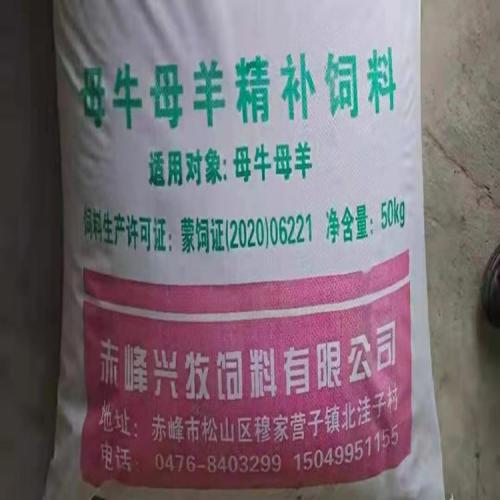 母牛母羊精补饲料
适用对象: 母牛母羊
饲料生产许可证: 蒙饲证(2020)06221 净含量: 50kg
赤峰兴牧饲料有限公司
地址: 赤峰市松山区穆家营子镇北洼子村
电话: 0476-8403299 15049951155